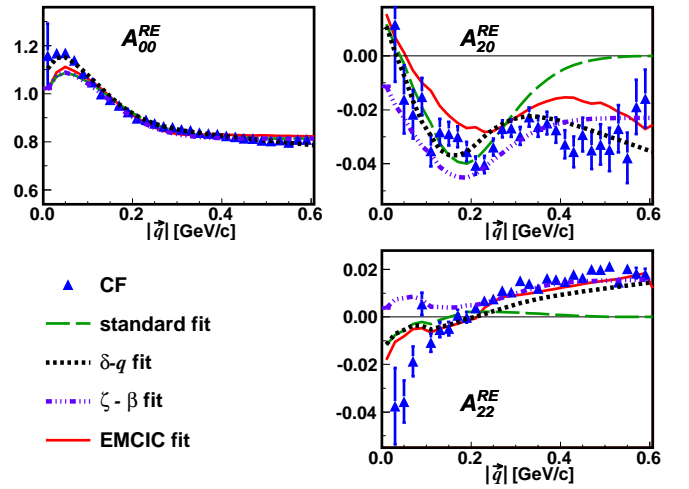 A₀₀ᴿᴱ
1.2
1.0
0.8
0.6
0.0 0.2 0.4 0.6
|q⃗| [GeV/c]
A₂₀ᴿᴱ
0.00
-0.02
-0.04
0.0 0.2 0.4 0.6
|q⃗| [GeV/c]
CF
standard fit
δ-q fit
ζ - β fit
EMCIC fit
A₂₂ᴿᴱ
0.02
0.00
-0.02
-0.04
0.0 0.2 0.4 0.6
|q⃗| [GeV/c]